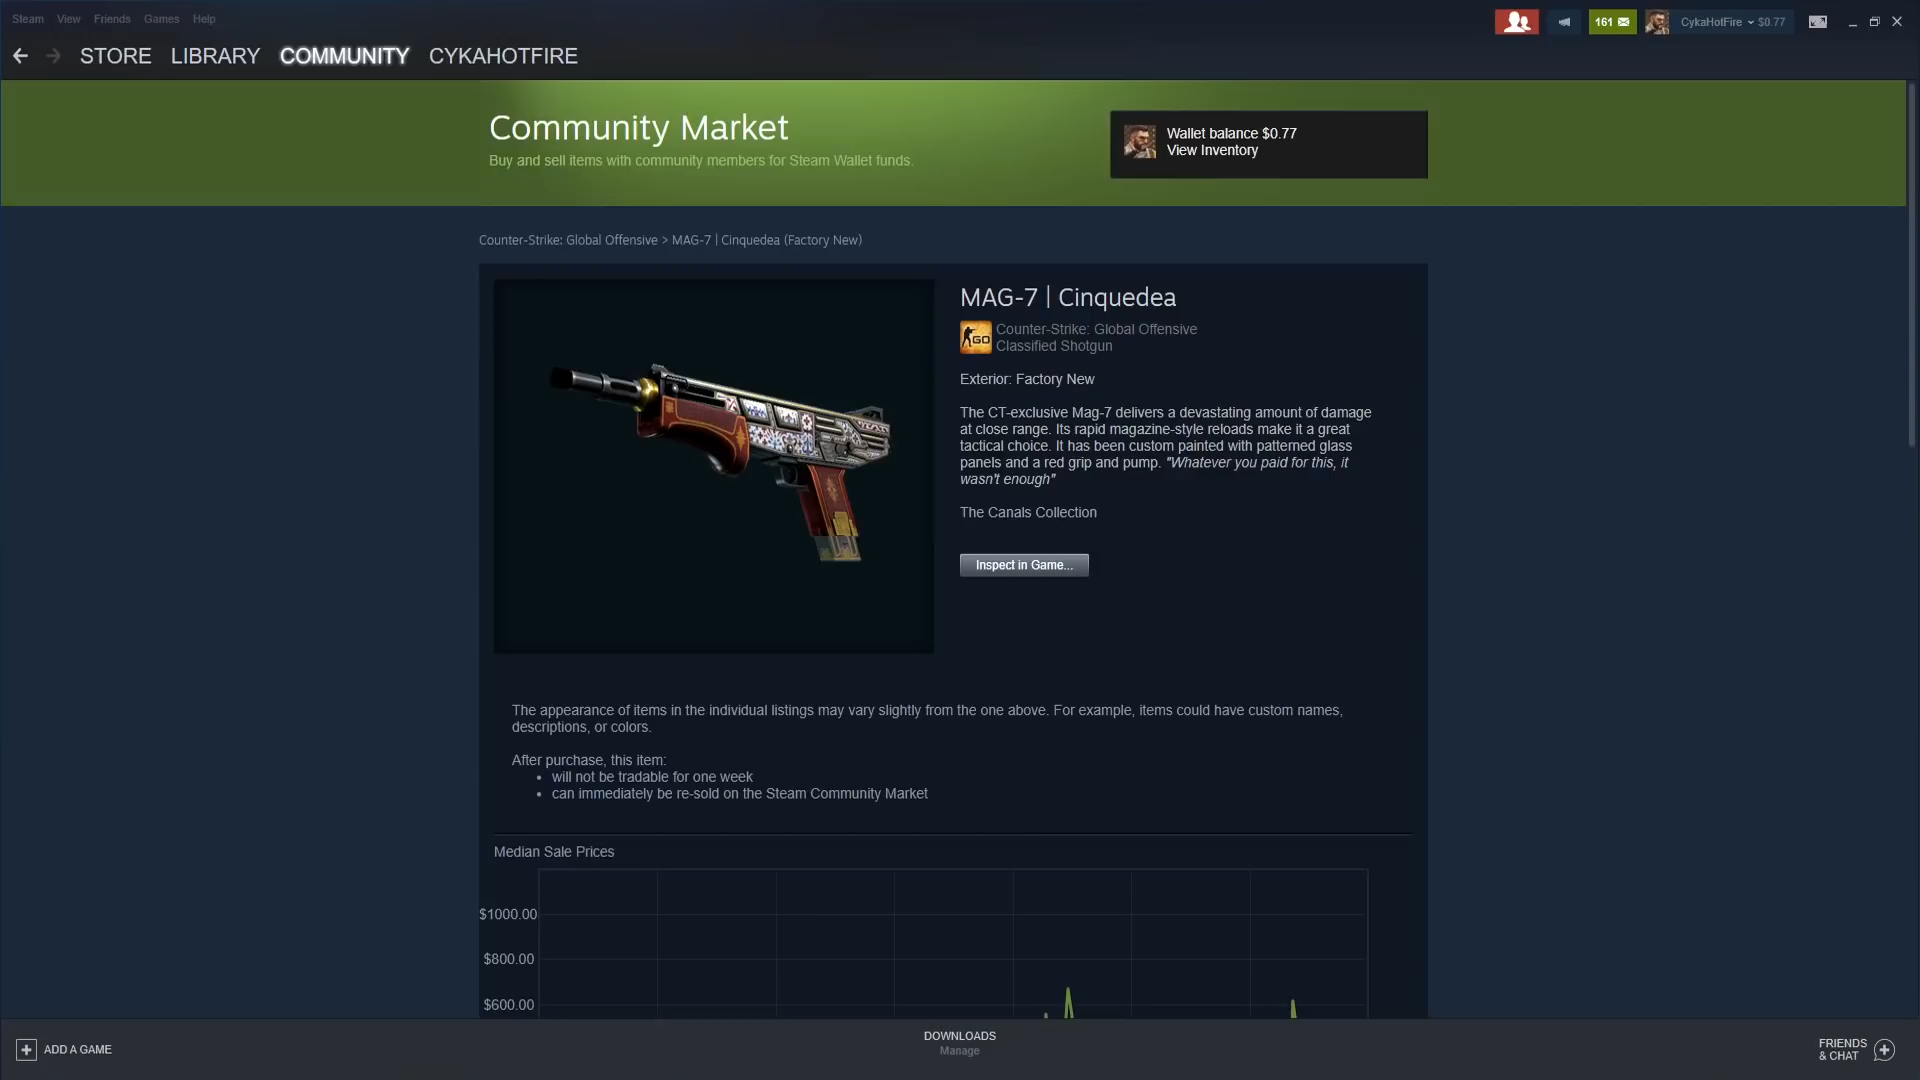 Steam View Friends Games Help
161 CykaHotFire $0.77
STORE LIBRARY COMMUNITY CYKAHOTFIRE
Community Market
Buy and sell items with community members for Steam Wallet funds.
Wallet balance $0.77
View Inventory
Counter-Strike: Global Offensive > MAG-7 | Cinquedea (Factory New)
MAG-7 | Cinquedea
GO
Counter-Strike: Global Offensive
Classified Shotgun
Exterior: Factory New
The CT-exclusive Mag-7 delivers a devastating amount of damage
at close range. Its rapid magazine-style reloads make it a great
tactical choice. It has been custom painted with patterned glass
panels and a red grip and pump. "Whatever you paid for this, it
wasn't enough"
The Canals Collection
Inspect in Game...
The appearance of items in the individual listings may vary slightly from the one above. For example, items could have custom names,
descriptions, or colors.
After purchase, this item:
• will not be tradable for one week
• can immediately be re-sold on the Steam Community Market
Median Sale Prices
$1000.00
$800.00
$600.00
ADD A GAME
DOWNLOADS
Manage
FRIENDS
& CHAT